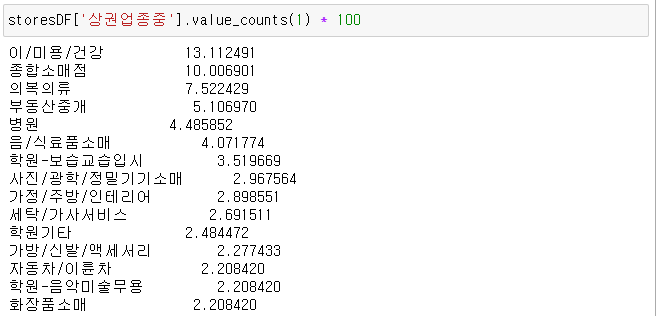 storesDF['상권업종중'].value_counts(1) * 100
이/미용/건강 13.112491
종합소매점 10.006901
의복의류 7.522429
부동산중개 5.106970
병원 4.485852
음/식료품소매 4.071774
학원-보습교습입시 3.519669
사진/광학/정밀기기소매 2.967564
가정/주방/인테리어 2.898551
세탁/가사서비스 2.691511
학원기타 2.484472
가방/신발/액세서리 2.277433
자동차/이륜차 2.208420
학원-음악미술무용 2.208420
화장품소매 2.208420